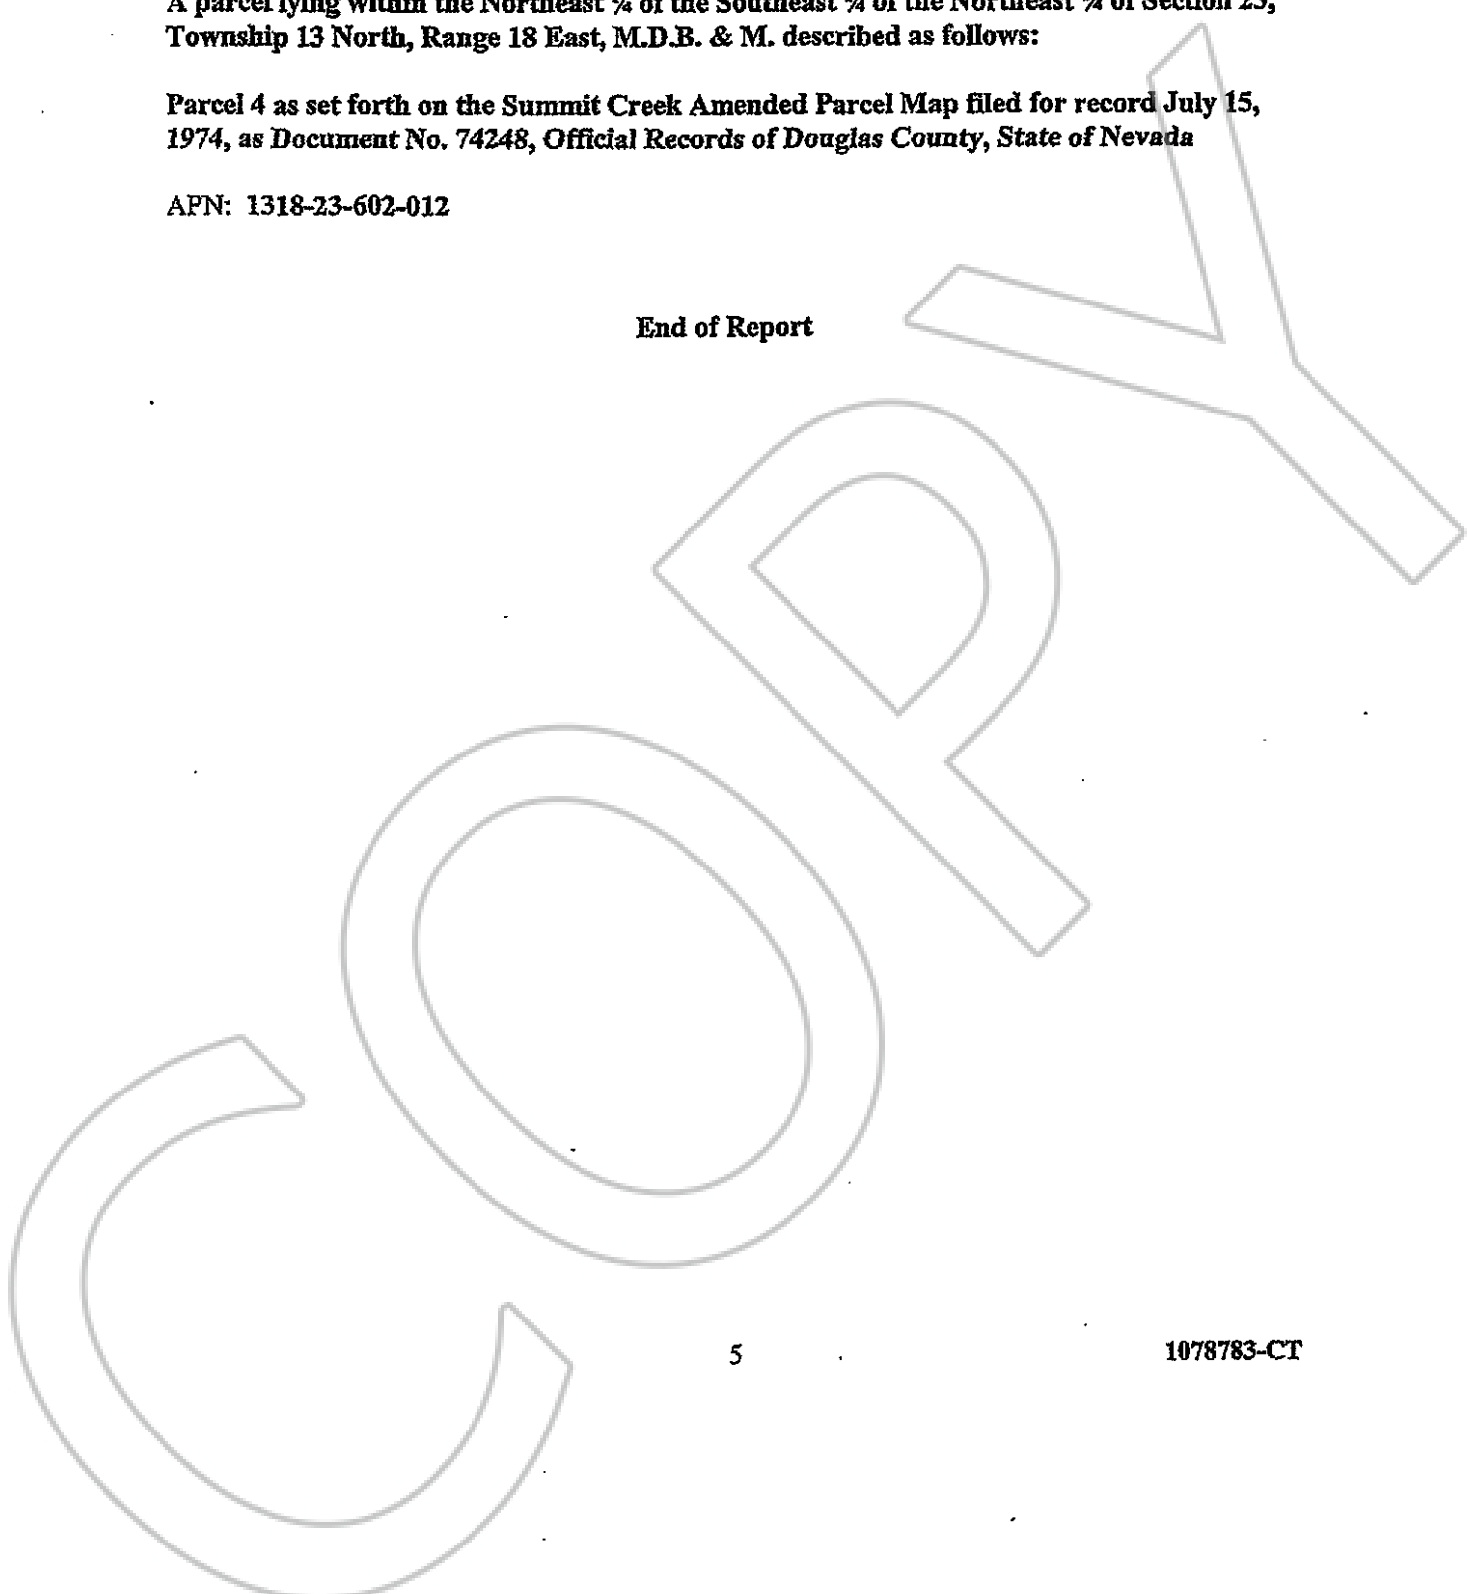 A parcel lying within the Northeast ¼ of the Southeast ¼ of the Northeast ¼ of Section 23,
Township 13 North, Range 18 East, M.D.B. & M. described as follows:
Parcel 4 as set forth on the Summit Creek Amended Parcel Map filed for record July 15,
1974, as Document No. 74248, Official Records of Douglas County, State of Nevada
APN: 1318-23-602-012
End of Report
COPY
5 1078783-CT